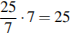 25/7 · 7 = 25